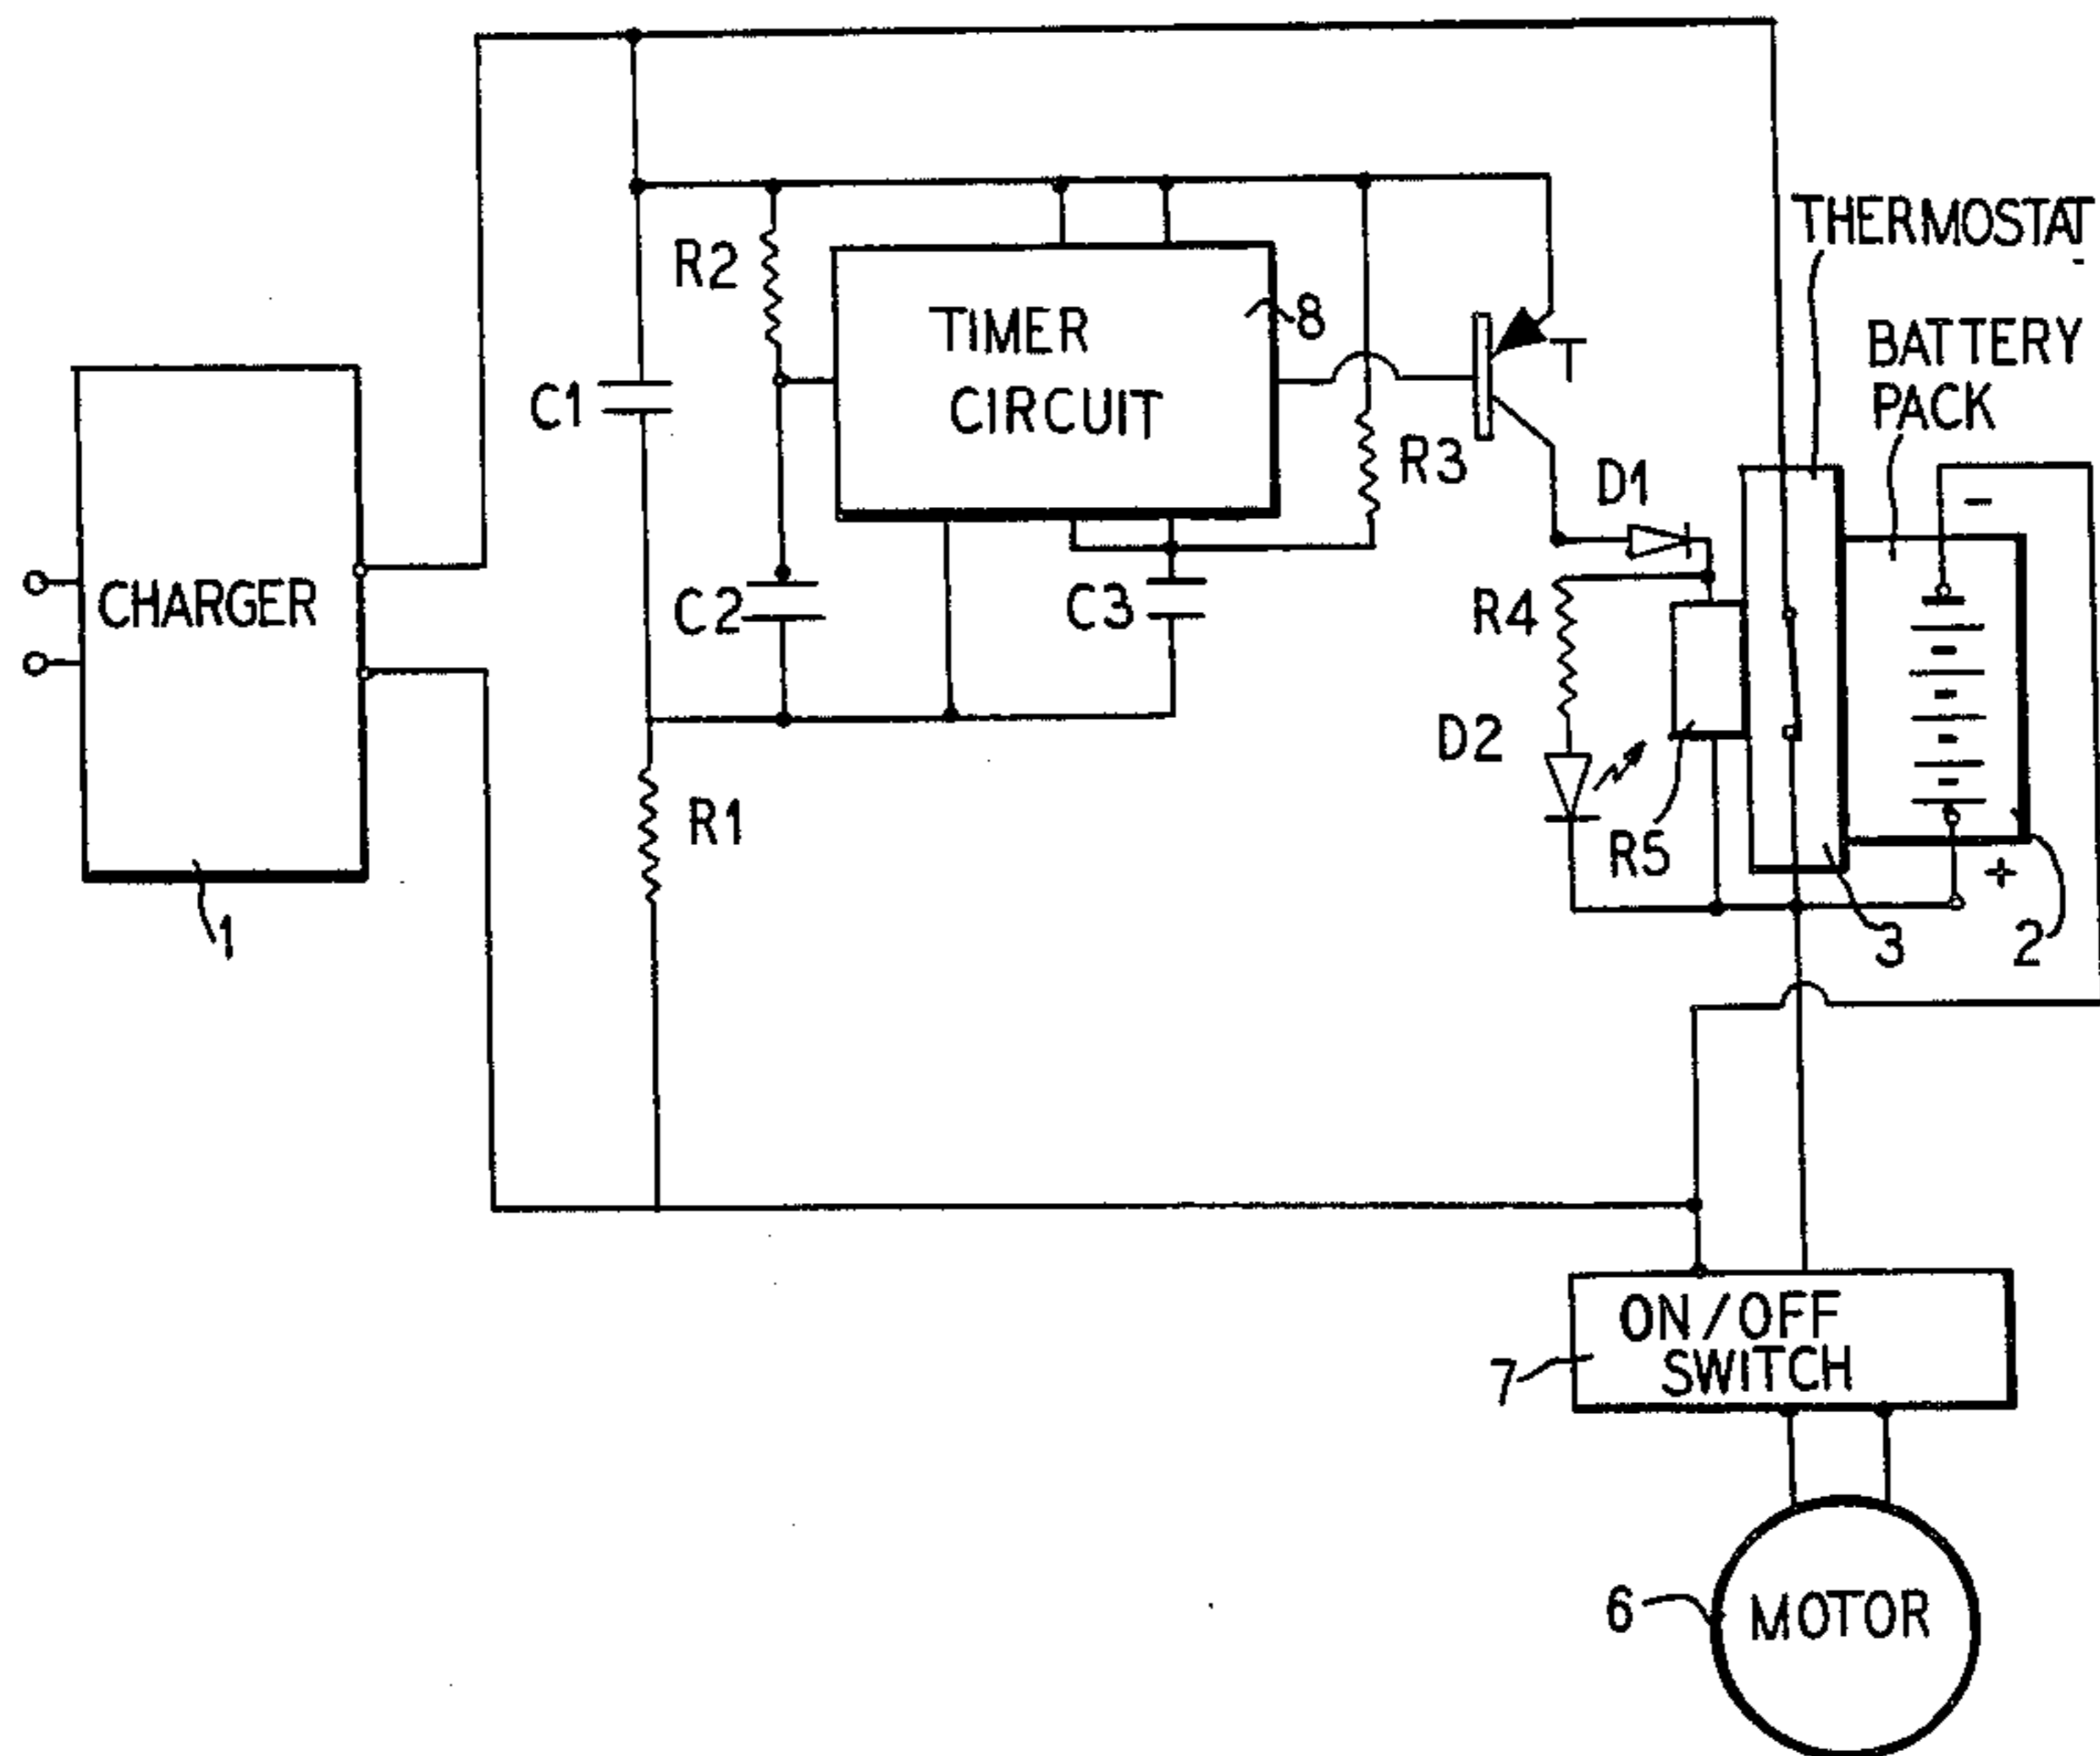 THERMOSTAT
R2
TIMER
CIRCUIT
8
T
BATTERY
PACK
C1
R3
D1
-
CHARGER
C2
C3
R4
D2
R1
R5
+
1
3
2
ON/OFF
SWITCH
7
6
MOTOR